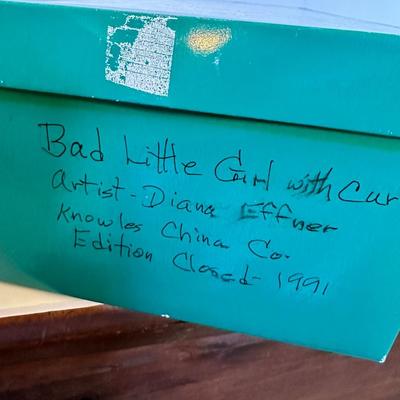 Bad Little Girl with Cur
Artist - Diana Effner
Knowles China Co.
Edition Closed - 1991